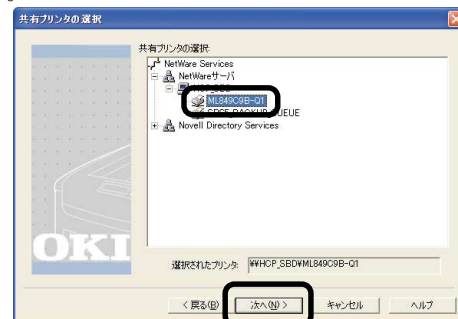 共有プリンタの選択
共有プリンタの選択:
NetWare Services
NetWareサーバ
HCP_SBD
ML849C9B-Q1
QUEUE
Novell Directory Services
OKI
選択されたプリンタ: ¥¥HCP_SBD¥ML849C9B-Q1
< 戻る(B) 次へ(N) > キャンセル ヘルプ